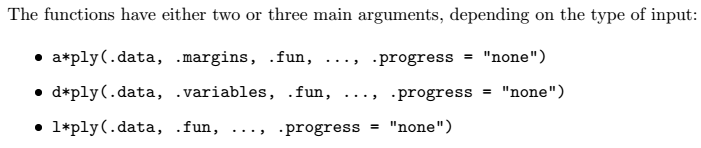 The functions have either two or three main arguments, depending on the type of input:
• a*ply(.data, .margins, .fun, ..., .progress = "none")
• d*ply(.data, .variables, .fun, ..., .progress = "none")
• l*ply(.data, .fun, ..., .progress = "none")